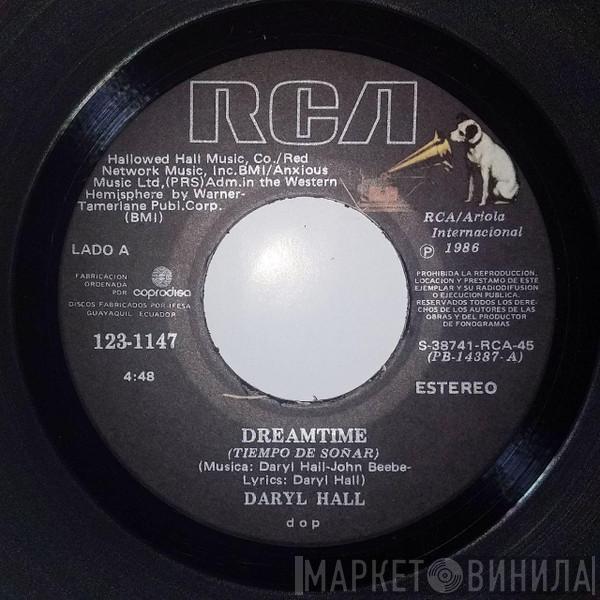 RCA
Hallowed Hall Music, Co./Red
Network Music, Inc.BMI/Anxious
Music Ltd,(PRS)Adm.in the Western
Hemisphere by Warner-
Tamerlane Publ.Corp.
(BMI)
RCA/Ariola
Internacional
℗ 1986
LADO A
FABRICACION
ORDENADA
POR coprodisa
DISCOS FABRICADOS POR IFESA
GUAYAQUIL ECUADOR
PROHIBIDA LA REPRODUCCION,
LOCACION Y PRESTAMO DE ESTE
EJEMPLAR Y SU RADIODIFUSION
O EJECUCION PUBLICA.
RESERVADOS TODOS LOS DERE-
CHOS DE LOS AUTORES DE LAS
OBRAS Y DEL PRODUCTOR
DE FONOGRAMAS
123-1147
S-38741-RCA-45
(PB-14387-A)
4:48
ESTEREO
DREAMTIME
(TIEMPO DE SOÑAR)
(Musica: Daryl Hall-John Beebe-
Lyrics: Daryl Hall)
DARYL HALL
dop
МАРКЕТ ВИНИЛА